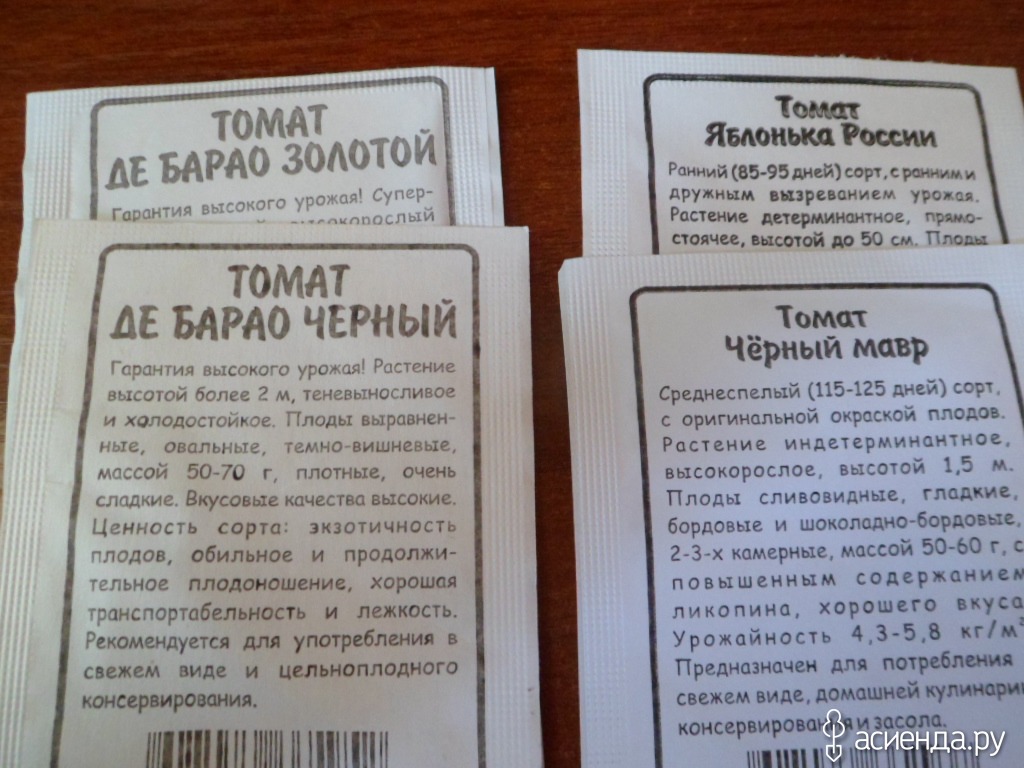 ТОМАТ
ДЕ БАРАО ЗОЛОТОЙ
Гарантия высокого урожая! Супер-
высокорослый
Томат
Яблонька России
Ранний (85-95 дней) сорт, с ранним и
дружным вызреванием урожая.
Растение детерминантное, прямо-
стоячее, высотой до 50 см. Плоды
ТОМАТ
ДЕ БАРАО ЧЕРНЫЙ
Гарантия высокого урожая! Растение
высотой более 2 м, теневыносливое
и холодостойкое. Плоды выравнен-
ные, овальные, темно-вишневые,
массой 50-70 г, плотные, очень
сладкие. Вкусовые качества высокие.
Ценность сорта: экзотичность
плодов, обильное и продолжи-
тельное плодоношение, хорошая
транспортабельность и лежкость.
Рекомендуется для употребления в
свежем виде и цельноплодного
консервирования.
Томат
Чёрный мавр
Среднеспелый (115-125 дней) сорт,
с оригинальной окраской плодов.
Растение индетерминантное,
высокорослое, высотой 1,5 м.
Плоды сливовидные, гладкие,
бордовые и шоколадно-бордовые,
2-3-х камерные, массой 50-60 г, с
повышенным содержанием
ликопина, хорошего вкуса.
Урожайность 4,3-5,8 кг/м²
Предназначен для потребления
свежем виде, домашней кулинарии
консервирования и засола.
асиенда.ру